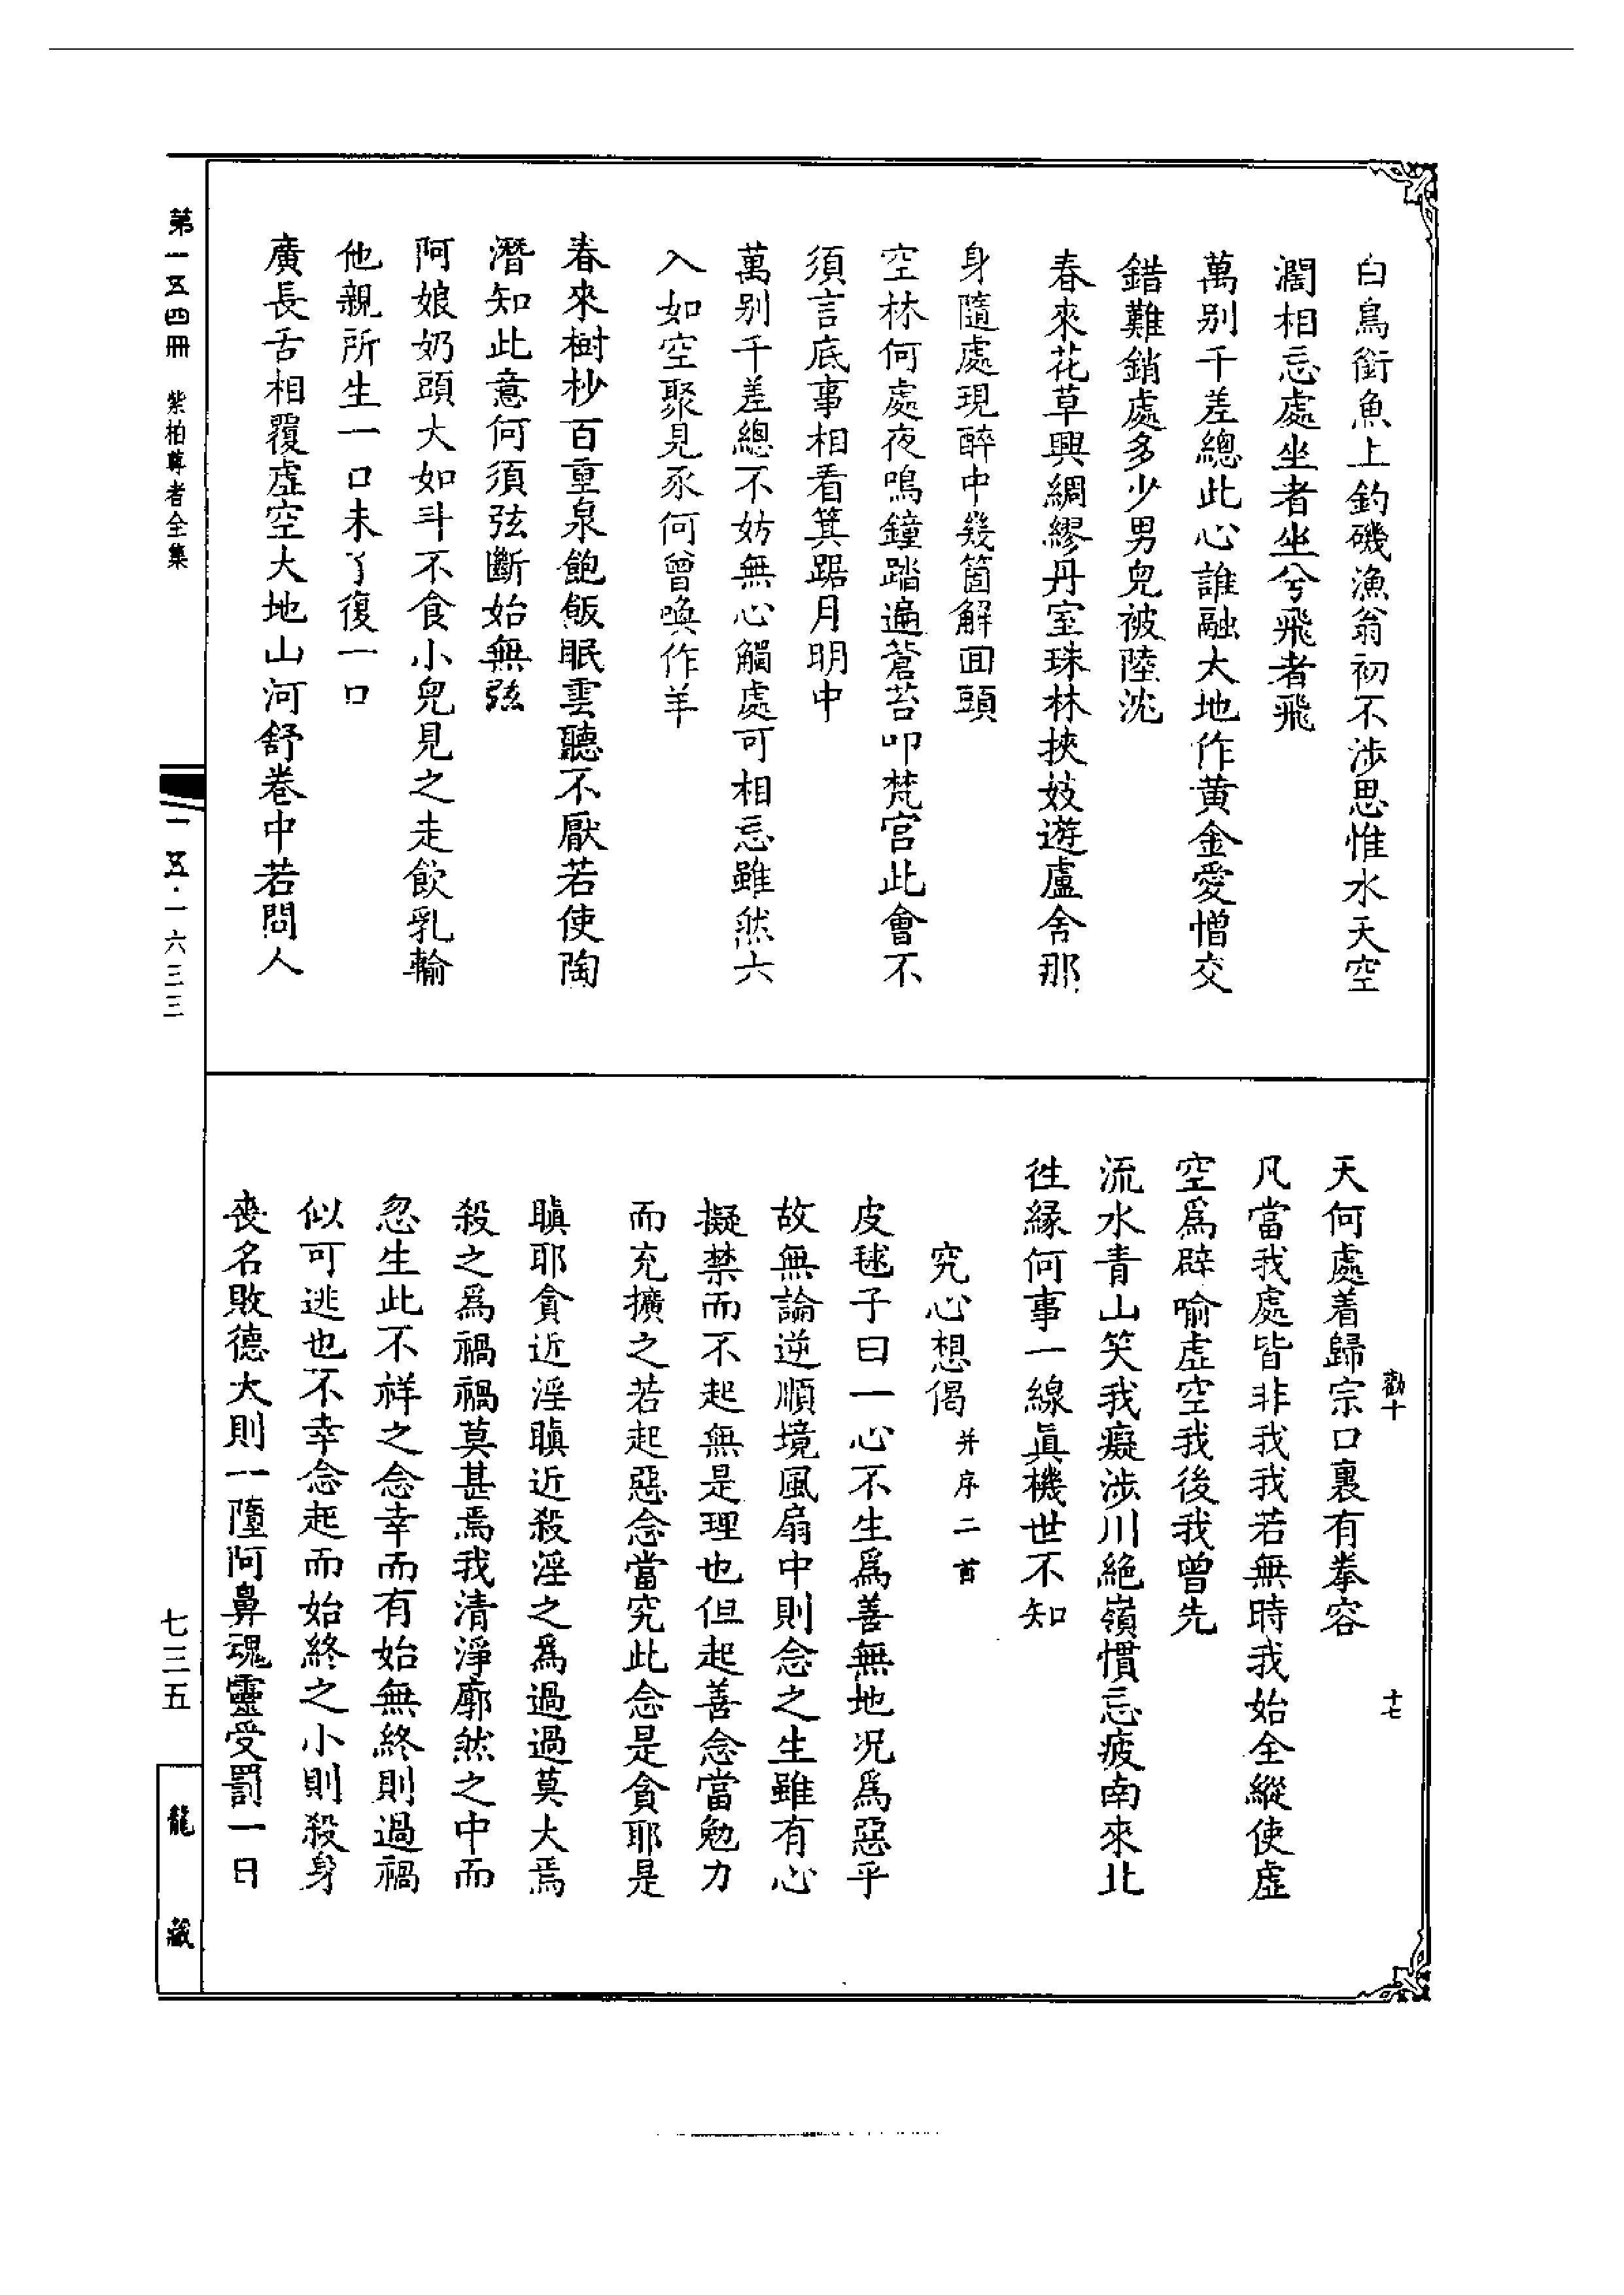 白鳥銜魚上釣磯漁翁初不涉思惟水天空
濶相忘處坐者坐兮飛者飛
萬别千差總此心誰融大地作黄金愛憎交
錯難銷處多少男兒被陸沈
春來花草興綢繆丹室珠林挾妓遊盧舍那
身隨處現醉中幾箇解回頭
空林何處夜鳴鐘踏遍蒼苔叩梵宫此會不
須言底事相看箕踞月明中
萬别千差總不妨無心觸處可相忘雖然六
入如空聚見豕何曾喚作羊
春來樹杪百重泉飽飯眠雲聽不厭若使陶
潛知此意何須弦斷始無弦
阿娘奶頭大如斗不食小兒見之走飲乳輸
他親所生一口未了復一口
廣長舌相覆虛空大地山河舒卷中若問人
第一五四冊　紫柏尊者全集
一五·一六三三
勸十　十七
天何處着歸宗口裏有拳容
凡當我處皆非我我若無時我始全縱使虛
空爲辟喻虛空我後我曾先
流水青山笑我癡涉川絶嶺慣忘疲南來北
徃緣何事一線眞機世不知
究心想偈并序二首
皮毬子曰一心不生爲善無地况爲惡乎
故無論逆順境風扇中則念之生雖有心
擬禁而不起無是理也但起善念當勉力
而充擴之若起惡念當究此念是貪耶是
瞋耶貪近淫瞋近殺淫之爲過過莫大焉
殺之爲禍禍莫甚焉我清淨廓然之中而
忽生此不祥之念幸而有始無終則過禍
似可逃也不幸念起而始終之小則殺身
喪名敗德大則一墮阿鼻魂靈受罰一日
七三五
龍藏